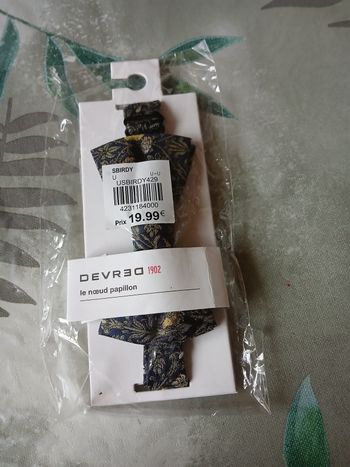 SBIRDY
U U-U
USBIRDY429
4231184000
Prix 19.99€
DEVRED 1902
le nœud papillon